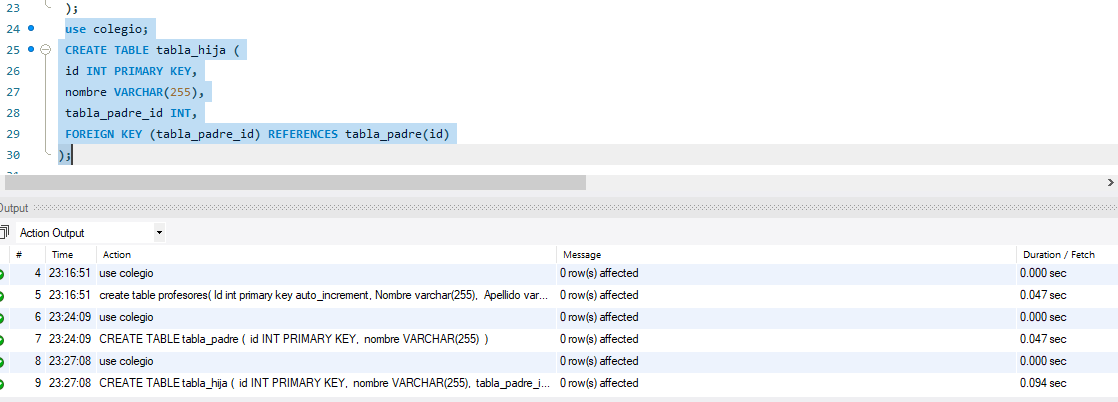 23 );
24 use colegio;
25 CREATE TABLE tabla_hija (
26 id INT PRIMARY KEY,
27 nombre VARCHAR(255),
28 tabla_padre_id INT,
29 FOREIGN KEY (tabla_padre_id) REFERENCES tabla_padre(id)
30 );
Output
Action Output
# Time Action Message Duration / Fetch
4 23:16:51 use colegio 0 row(s) affected 0.000 sec
5 23:16:51 create table profesores( Id int primary key auto_increment, Nombre varchar(255), Apellido var... 0 row(s) affected 0.047 sec
6 23:24:09 use colegio 0 row(s) affected 0.000 sec
7 23:24:09 CREATE TABLE tabla_padre ( id INT PRIMARY KEY, nombre VARCHAR(255) ) 0 row(s) affected 0.047 sec
8 23:27:08 use colegio 0 row(s) affected 0.000 sec
9 23:27:08 CREATE TABLE tabla_hija ( id INT PRIMARY KEY, nombre VARCHAR(255), tabla_padre_i... 0 row(s) affected 0.094 sec